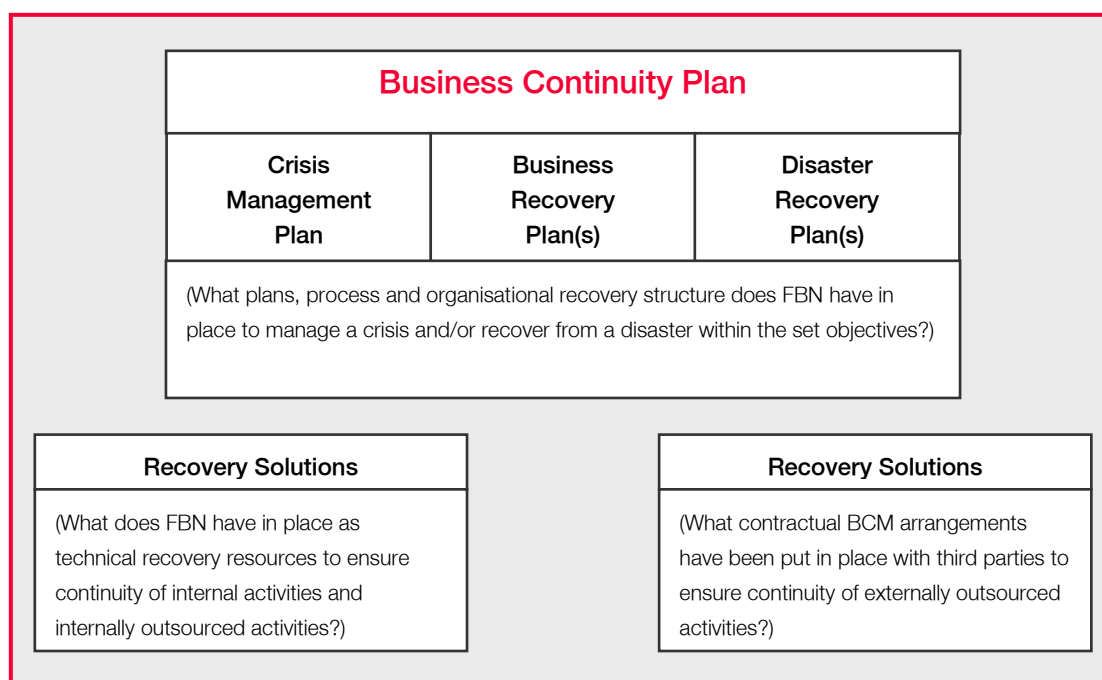 Business Continuity Plan
Crisis
Management
Plan
Business
Recovery
Plan(s)
Disaster
Recovery
Plan(s)
(What plans, process and organisational recovery structure does FBN have in
place to manage a crisis and/or recover from a disaster within the set objectives?)
Recovery Solutions
(What does FBN have in place as
technical recovery resources to ensure
continuity of internal activities and
internally outsourced activities?)
Recovery Solutions
(What contractual BCM arrangements
have been put in place with third parties to
ensure continuity of externally outsourced
activities?)